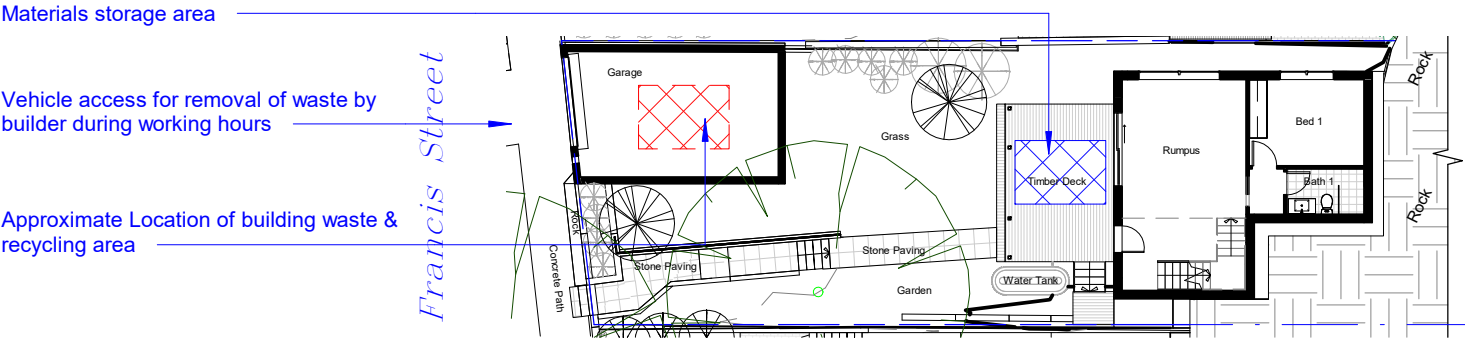 Materials storage area
Vehicle access for removal of waste by
builder during working hours
Approximate Location of building waste &
recycling area
Francis Street
Garage
Grass
Timber Deck
Rumpus
Bed 1
Bath 1
Rock
Rock
Rock
Concrete Path
Stone Paving
Stone Paving
Garden
Water Tank